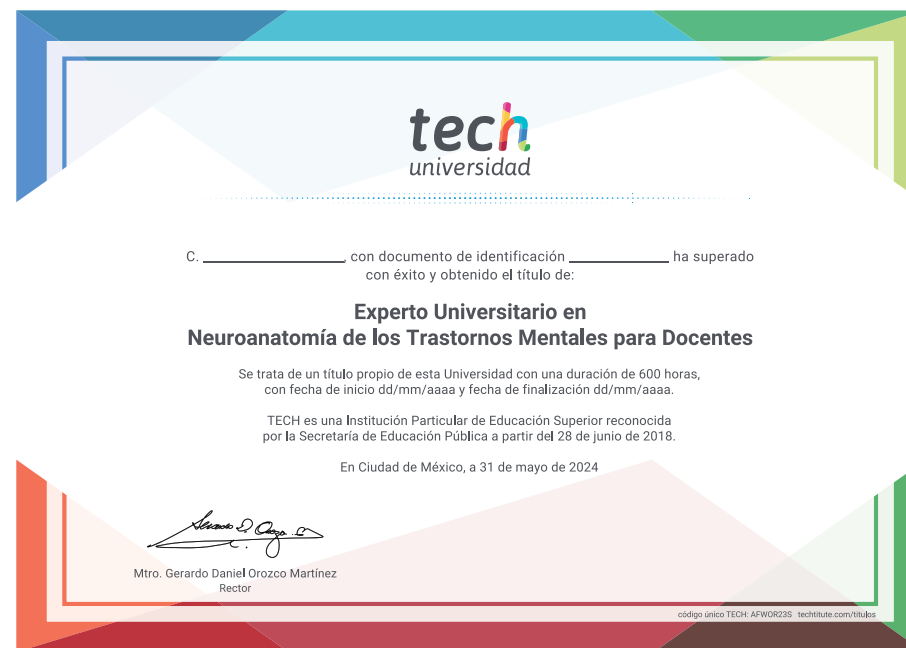 tech
universidad
C. ____________________, con documento de identificación ______________ ha superado
con éxito y obtenido el título de:
Experto Universitario en
Neuroanatomía de los Trastornos Mentales para Docentes
Se trata de un título propio de esta Universidad con una duración de 600 horas,
con fecha de inicio dd/mm/aaaa y fecha de finalización dd/mm/aaaa.
TECH es una Institución Particular de Educación Superior reconocida
por la Secretaría de Educación Pública a partir del 28 de junio de 2018.
En Ciudad de México, a 31 de mayo de 2024
Mtro. Gerardo Daniel Orozco Martínez
Rector
código único TECH: AFWOR23S techtitute.com/titulos